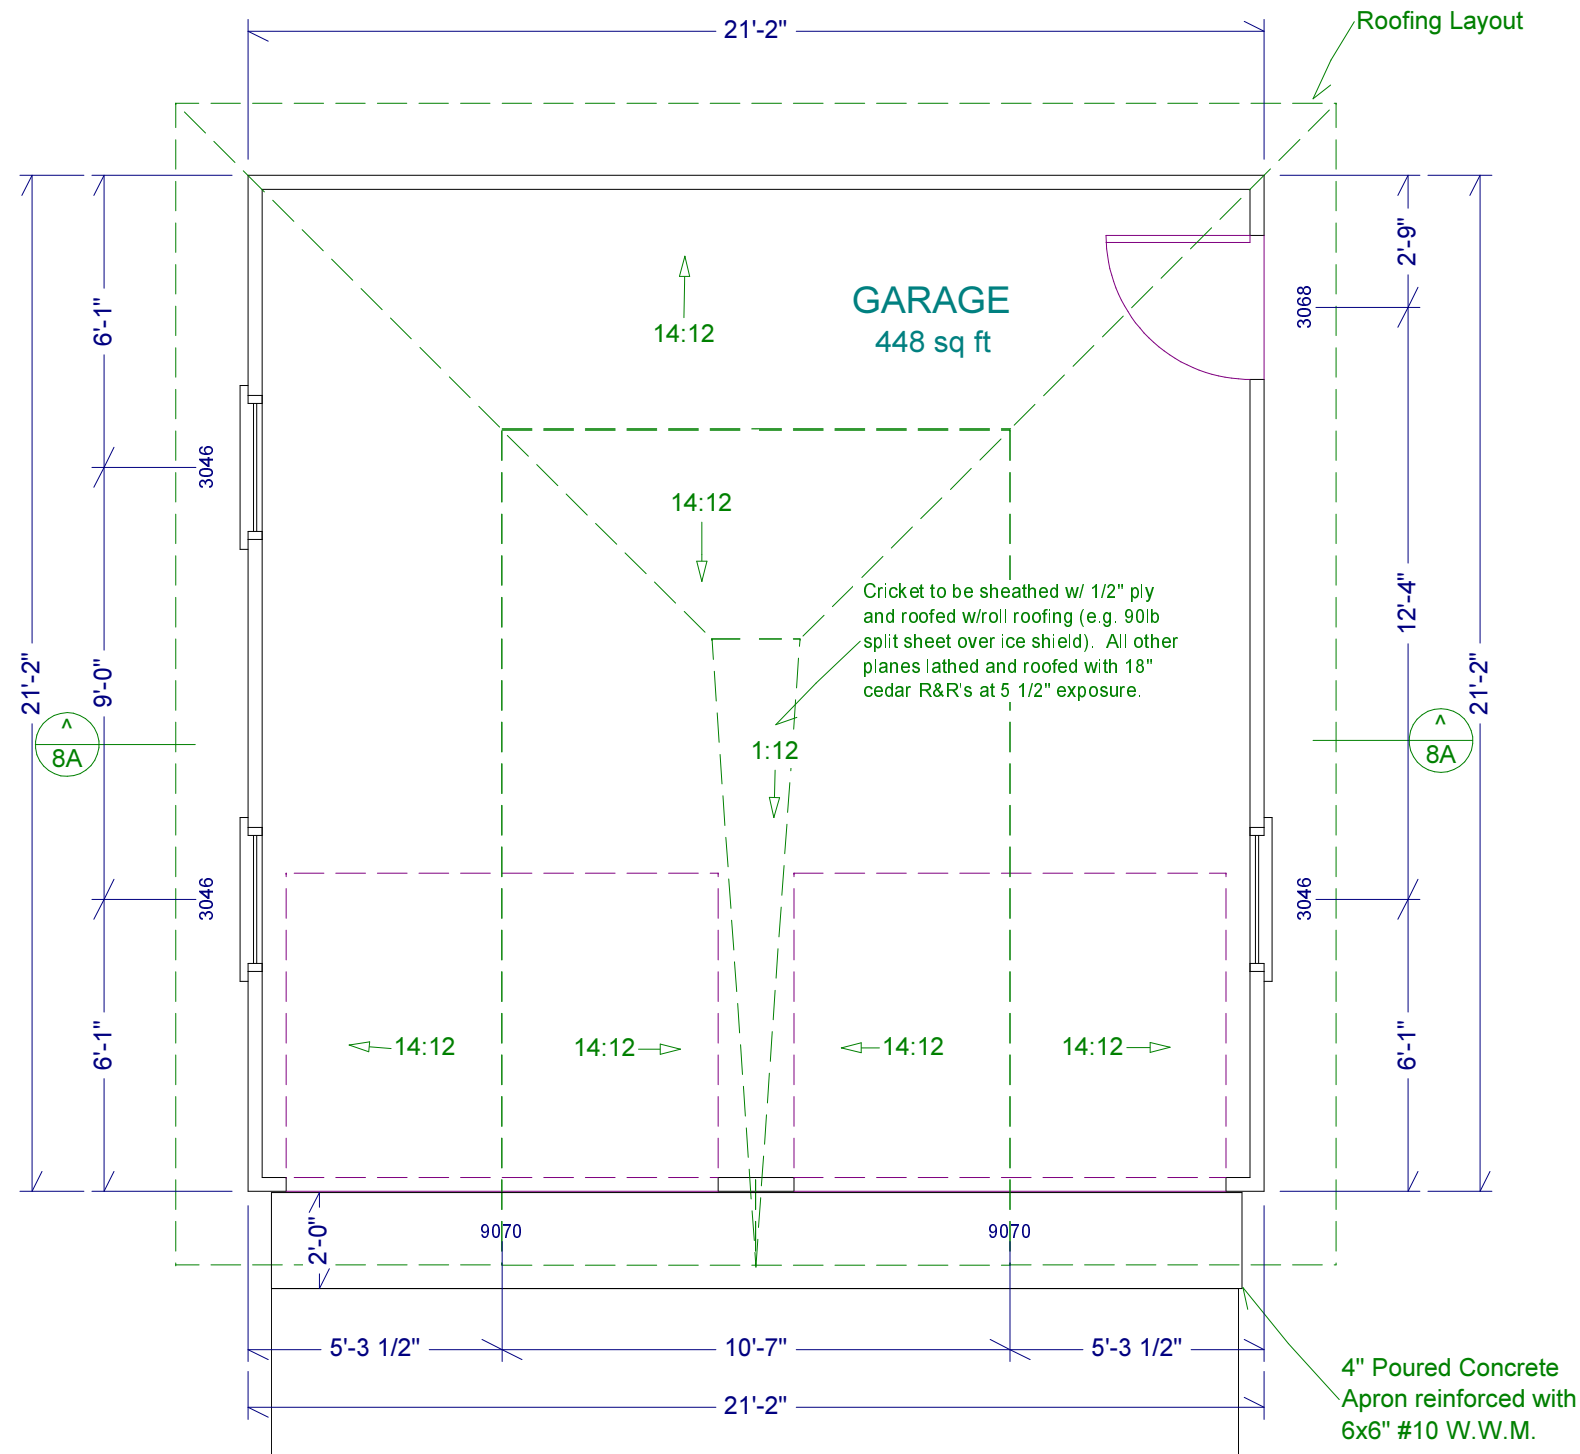 Roofing Layout
21'-2"
2'-9"
6'-1"
GARAGE
448 sq ft
3068
14:12
3046
14:12
Cricket to be sheathed w/ 1/2" ply
and roofed w/roll roofing (e.g. 90lb
split sheet over ice shield). All other
planes lathed and roofed with 18"
cedar R&R's at 5 1/2" exposure.
12'-4"
21'-2"
9'-0"
21'-2"
^
8A
1:12
^
8A
3046
3046
6'-1"
14:12
14:12
14:12
14:12
6'-1"
2'-0"
9070
9070
5'-3 1/2"
10'-7"
5'-3 1/2"
21'-2"
4" Poured Concrete
Apron reinforced with
6x6" #10 W.W.M.